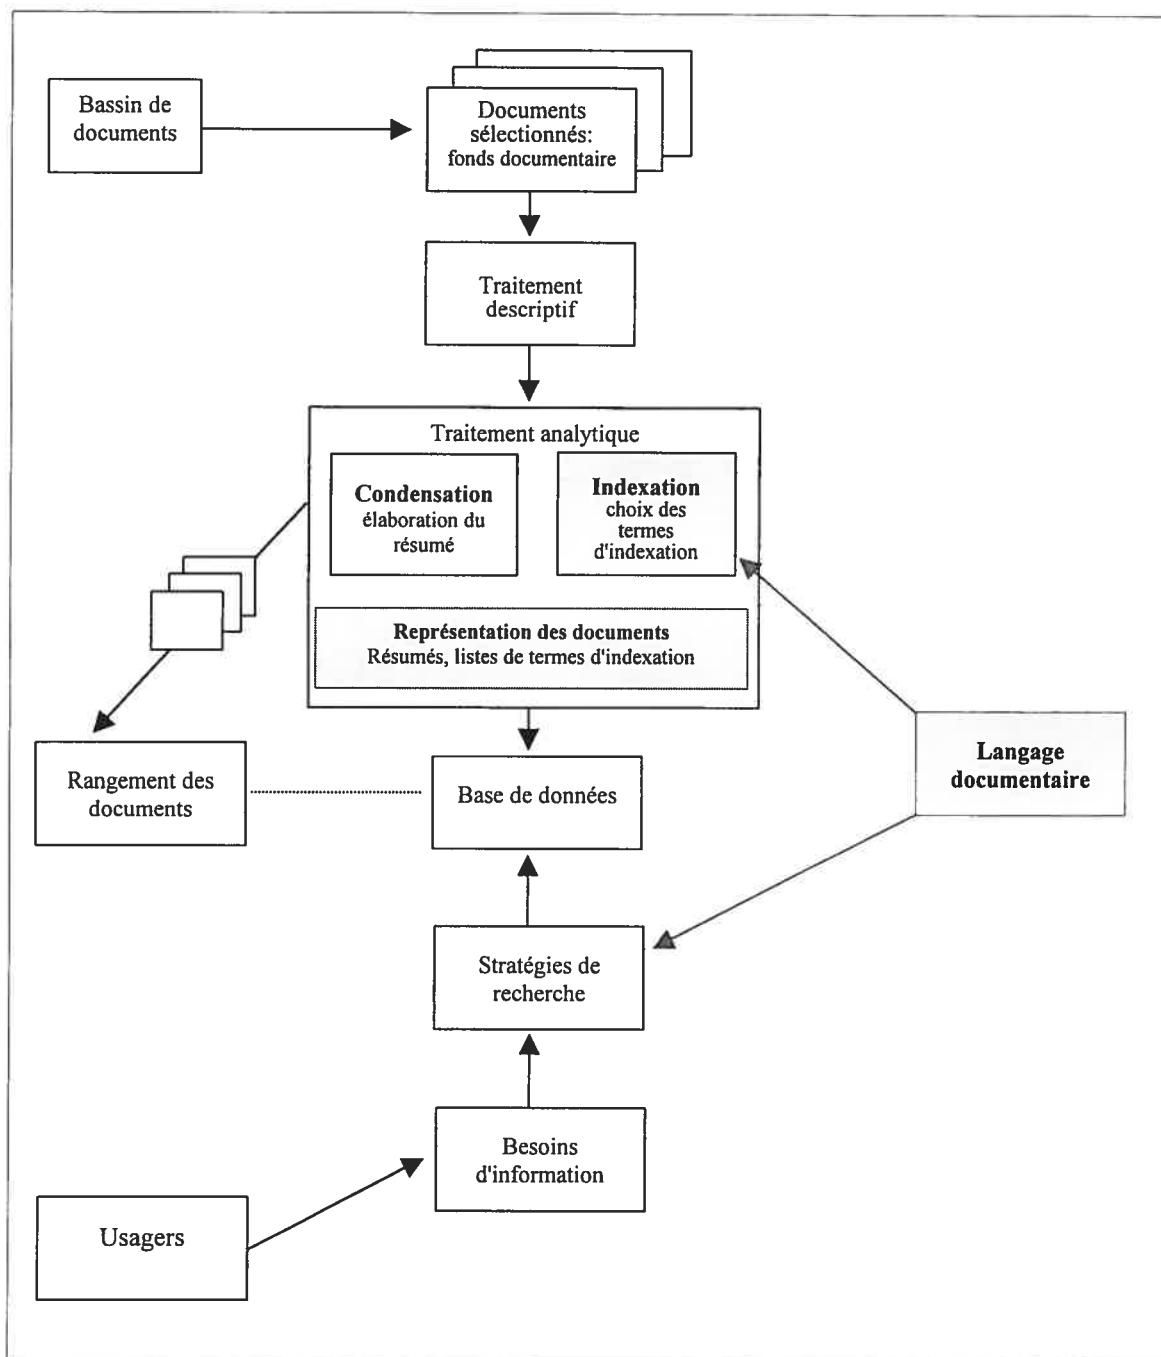 Bassin de
documents
Documents
sélectionnés:
fonds documentaire
Traitement
descriptif
Traitement analytique
Condensation
élaboration du
résumé
Indexation
choix des
termes
d'indexation
Représentation des documents
Résumés, listes de termes d'indexation
Langage
documentaire
Rangement des
documents
Base de données
Stratégies de
recherche
Besoins
d'information
Usagers